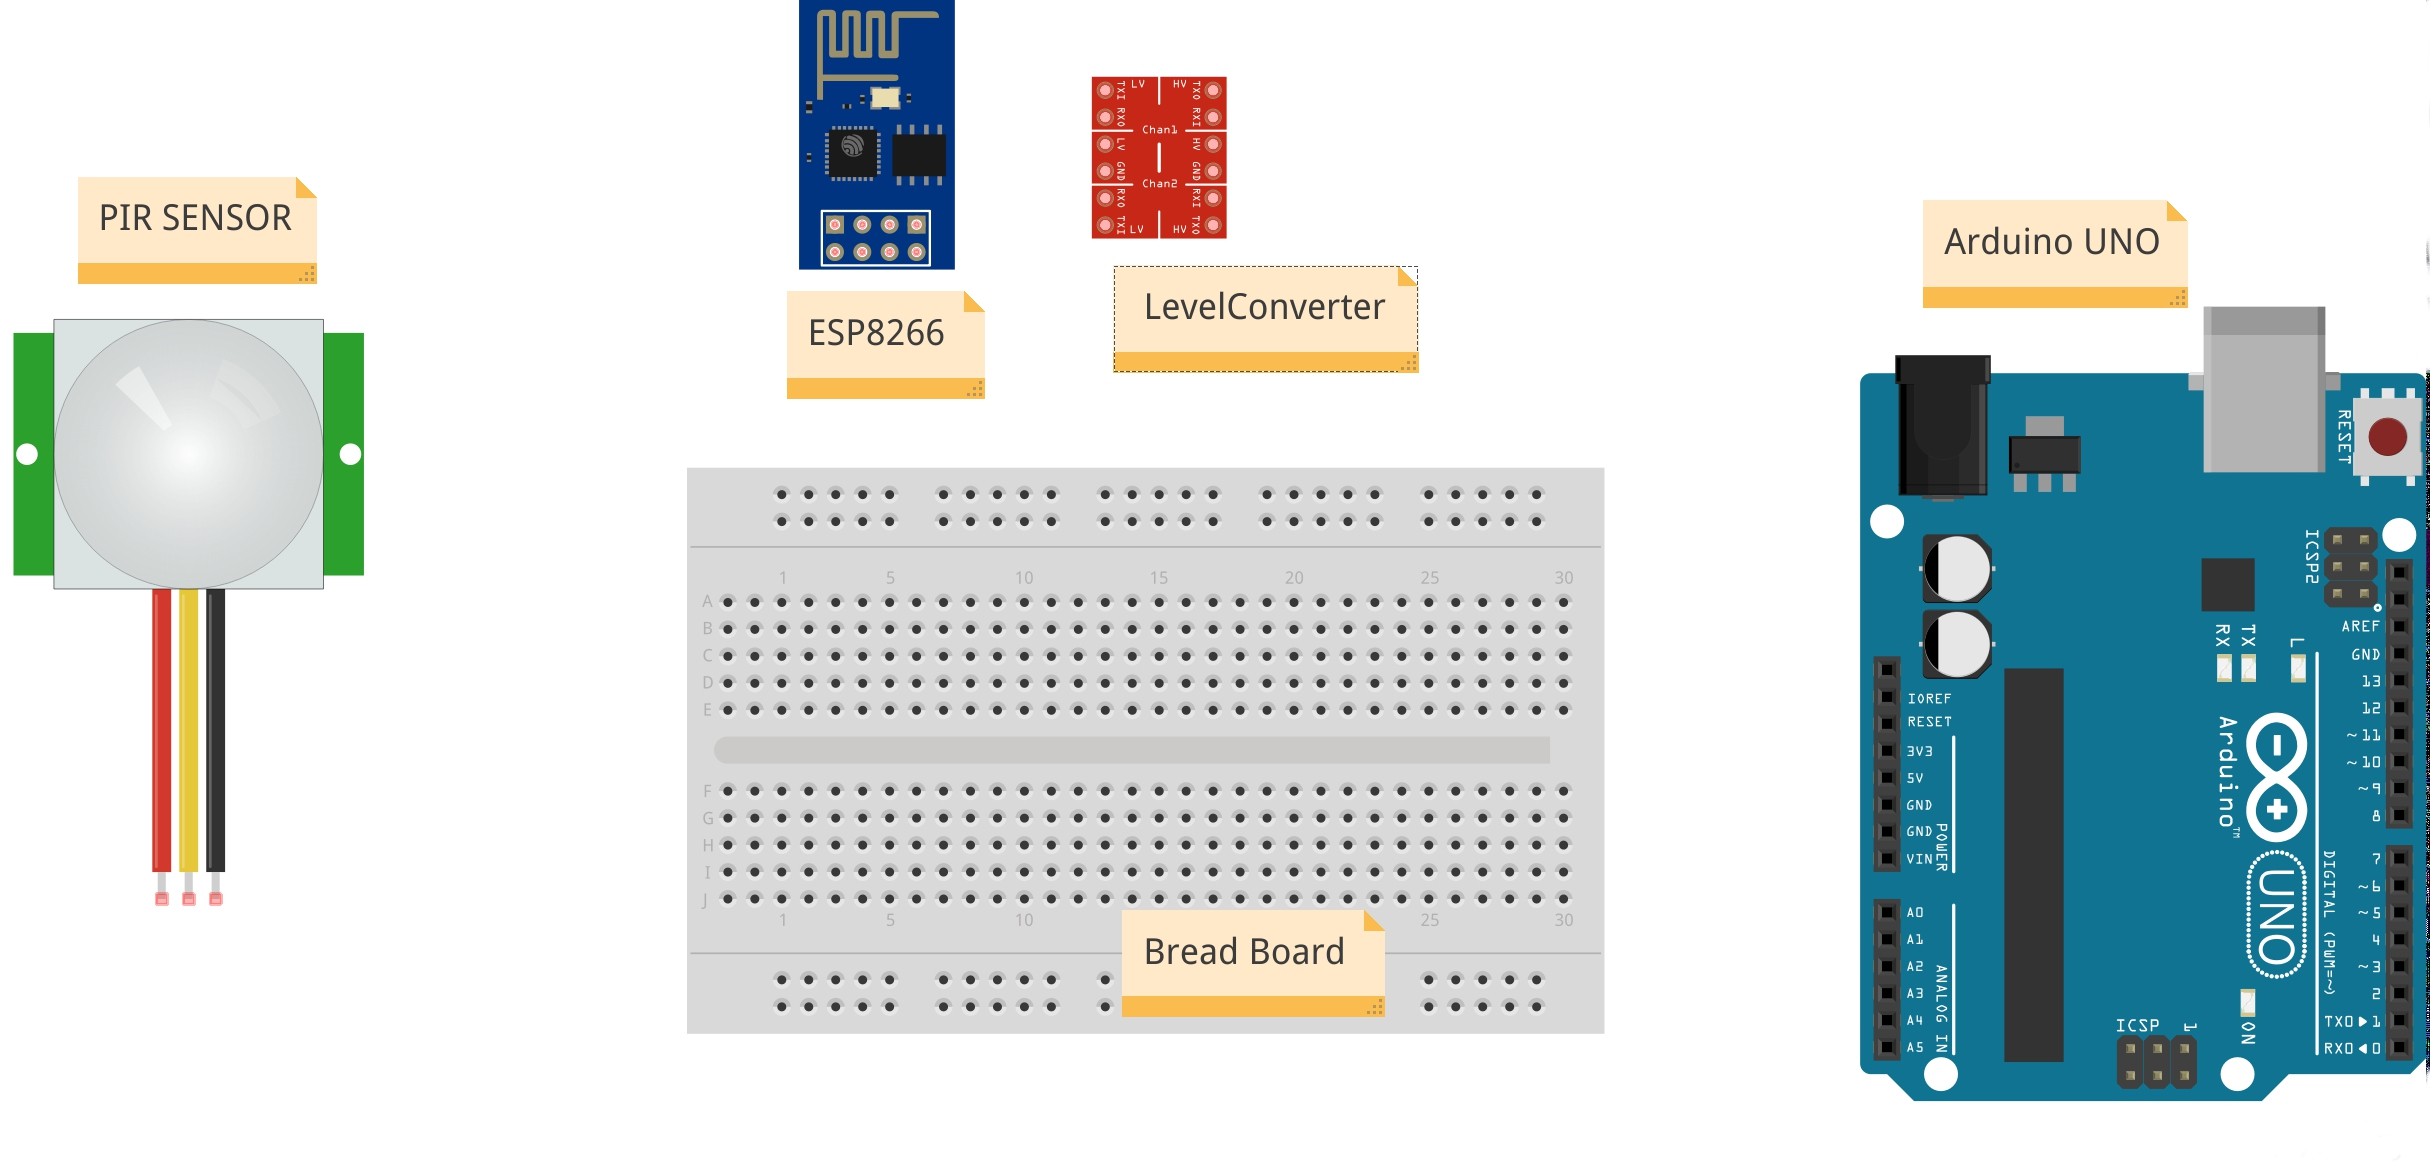 PIR SENSOR
ESP8266
LV HV
TXI TXO
RXO RXI
Chan1
LV HV
GND GND
Chan2
RXO RXI
TXI TXO
LV HV
LevelConverter
Arduino UNO
RESET
ICSP2
AREF
GND
RX TX L
13
12
~11
~10
~9
8
IOREF
RESET
3V3
5V
GND
GND
VIN
POWER
Arduino™
UNO
DIGITAL (PWM=~)
7
~6
~5
4
~3
2
TX0▶1
RX0◀0
A0
A1
A2
A3
A4
A5
ANALOG IN
ICSP 1
ON
1 5 10 15 20 25 30
A
B
C
D
E
F
G
H
I
J
1 5 10 25 30
Bread Board